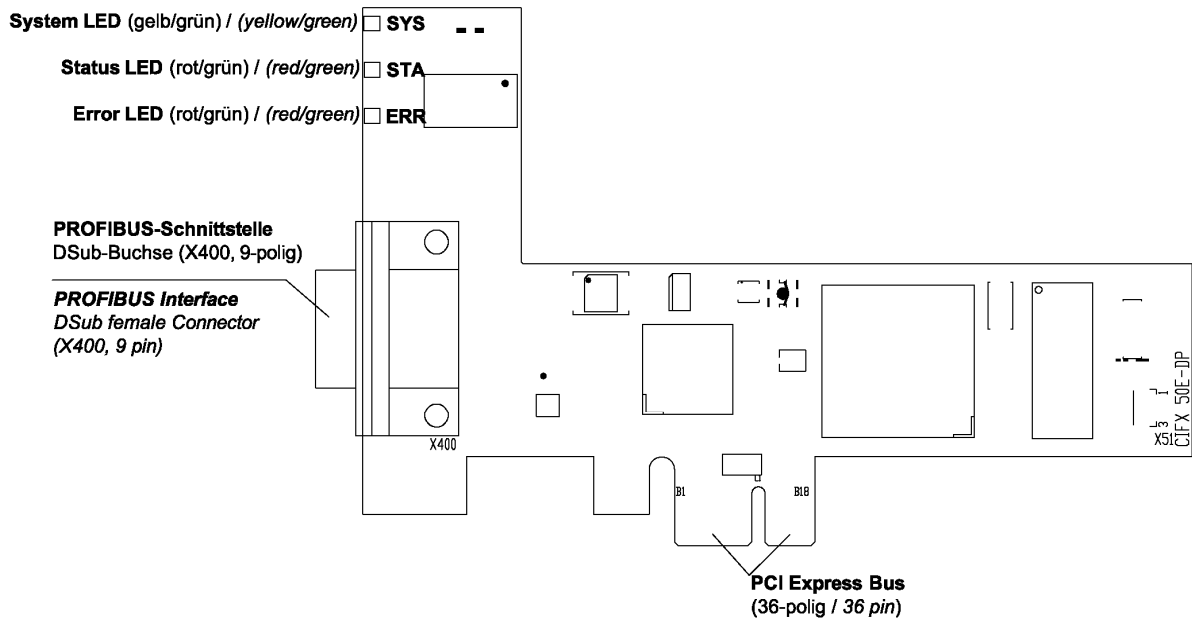 System LED (gelb/grün) / (yellow/green) SYS
Status LED (rot/grün) / (red/green) STA
Error LED (rot/grün) / (red/green) ERR
PROFIBUS-Schnittstelle
DSub-Buchse (X400, 9-polig)
PROFIBUS Interface
DSub female Connector
(X400, 9 pin)
X400
B1
B18
1
3
X51
CIFX 50E-DP
PCI Express Bus
(36-polig / 36 pin)